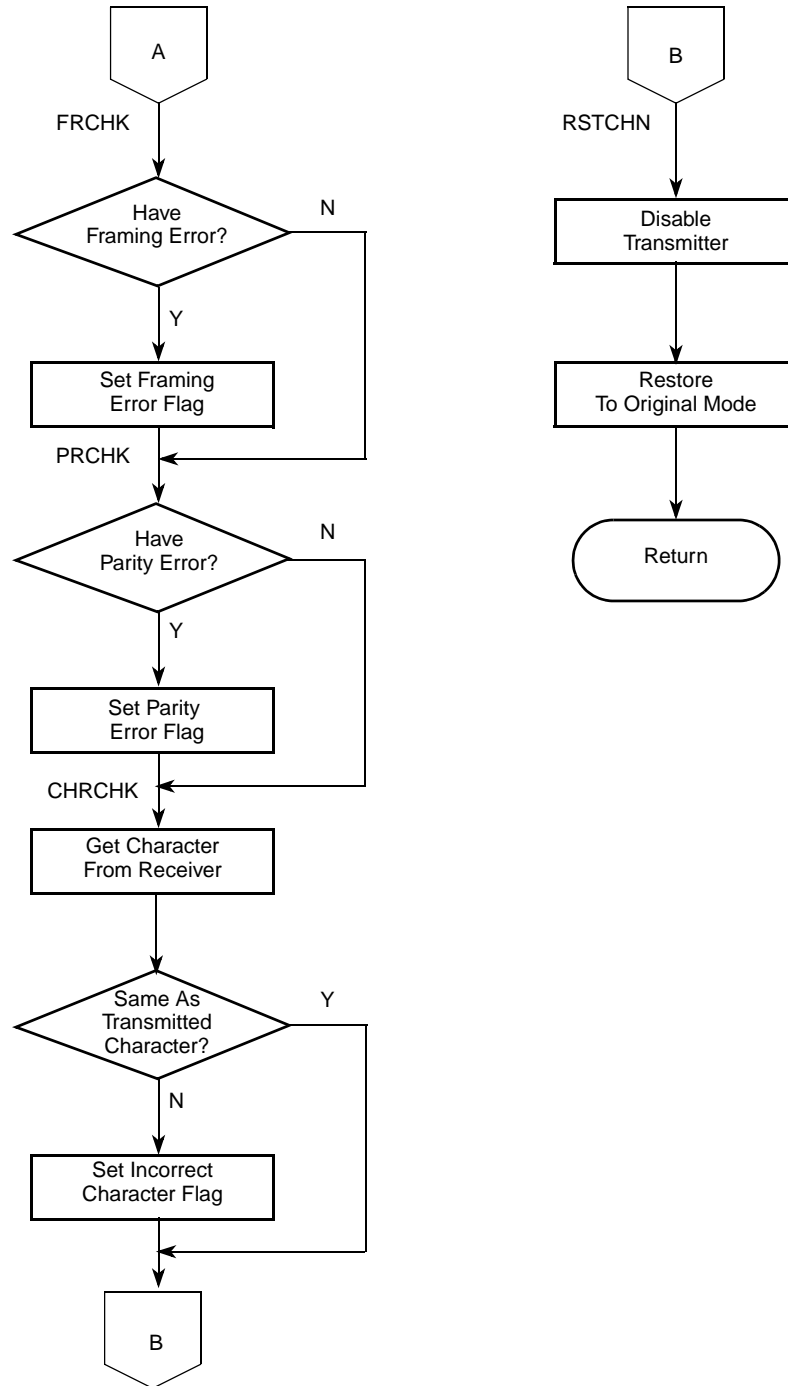 A
FRCHK
Have
Framing Error?
N
Y
Set Framing
Error Flag
PRCHK
Have
Parity Error?
N
Y
Set Parity
Error Flag
CHRCHK
Get Character
From Receiver
Same As
Transmitted
Character?
Y
N
Set Incorrect
Character Flag
B
B
RSTCHN
Disable
Transmitter
Restore
To Original Mode
Return